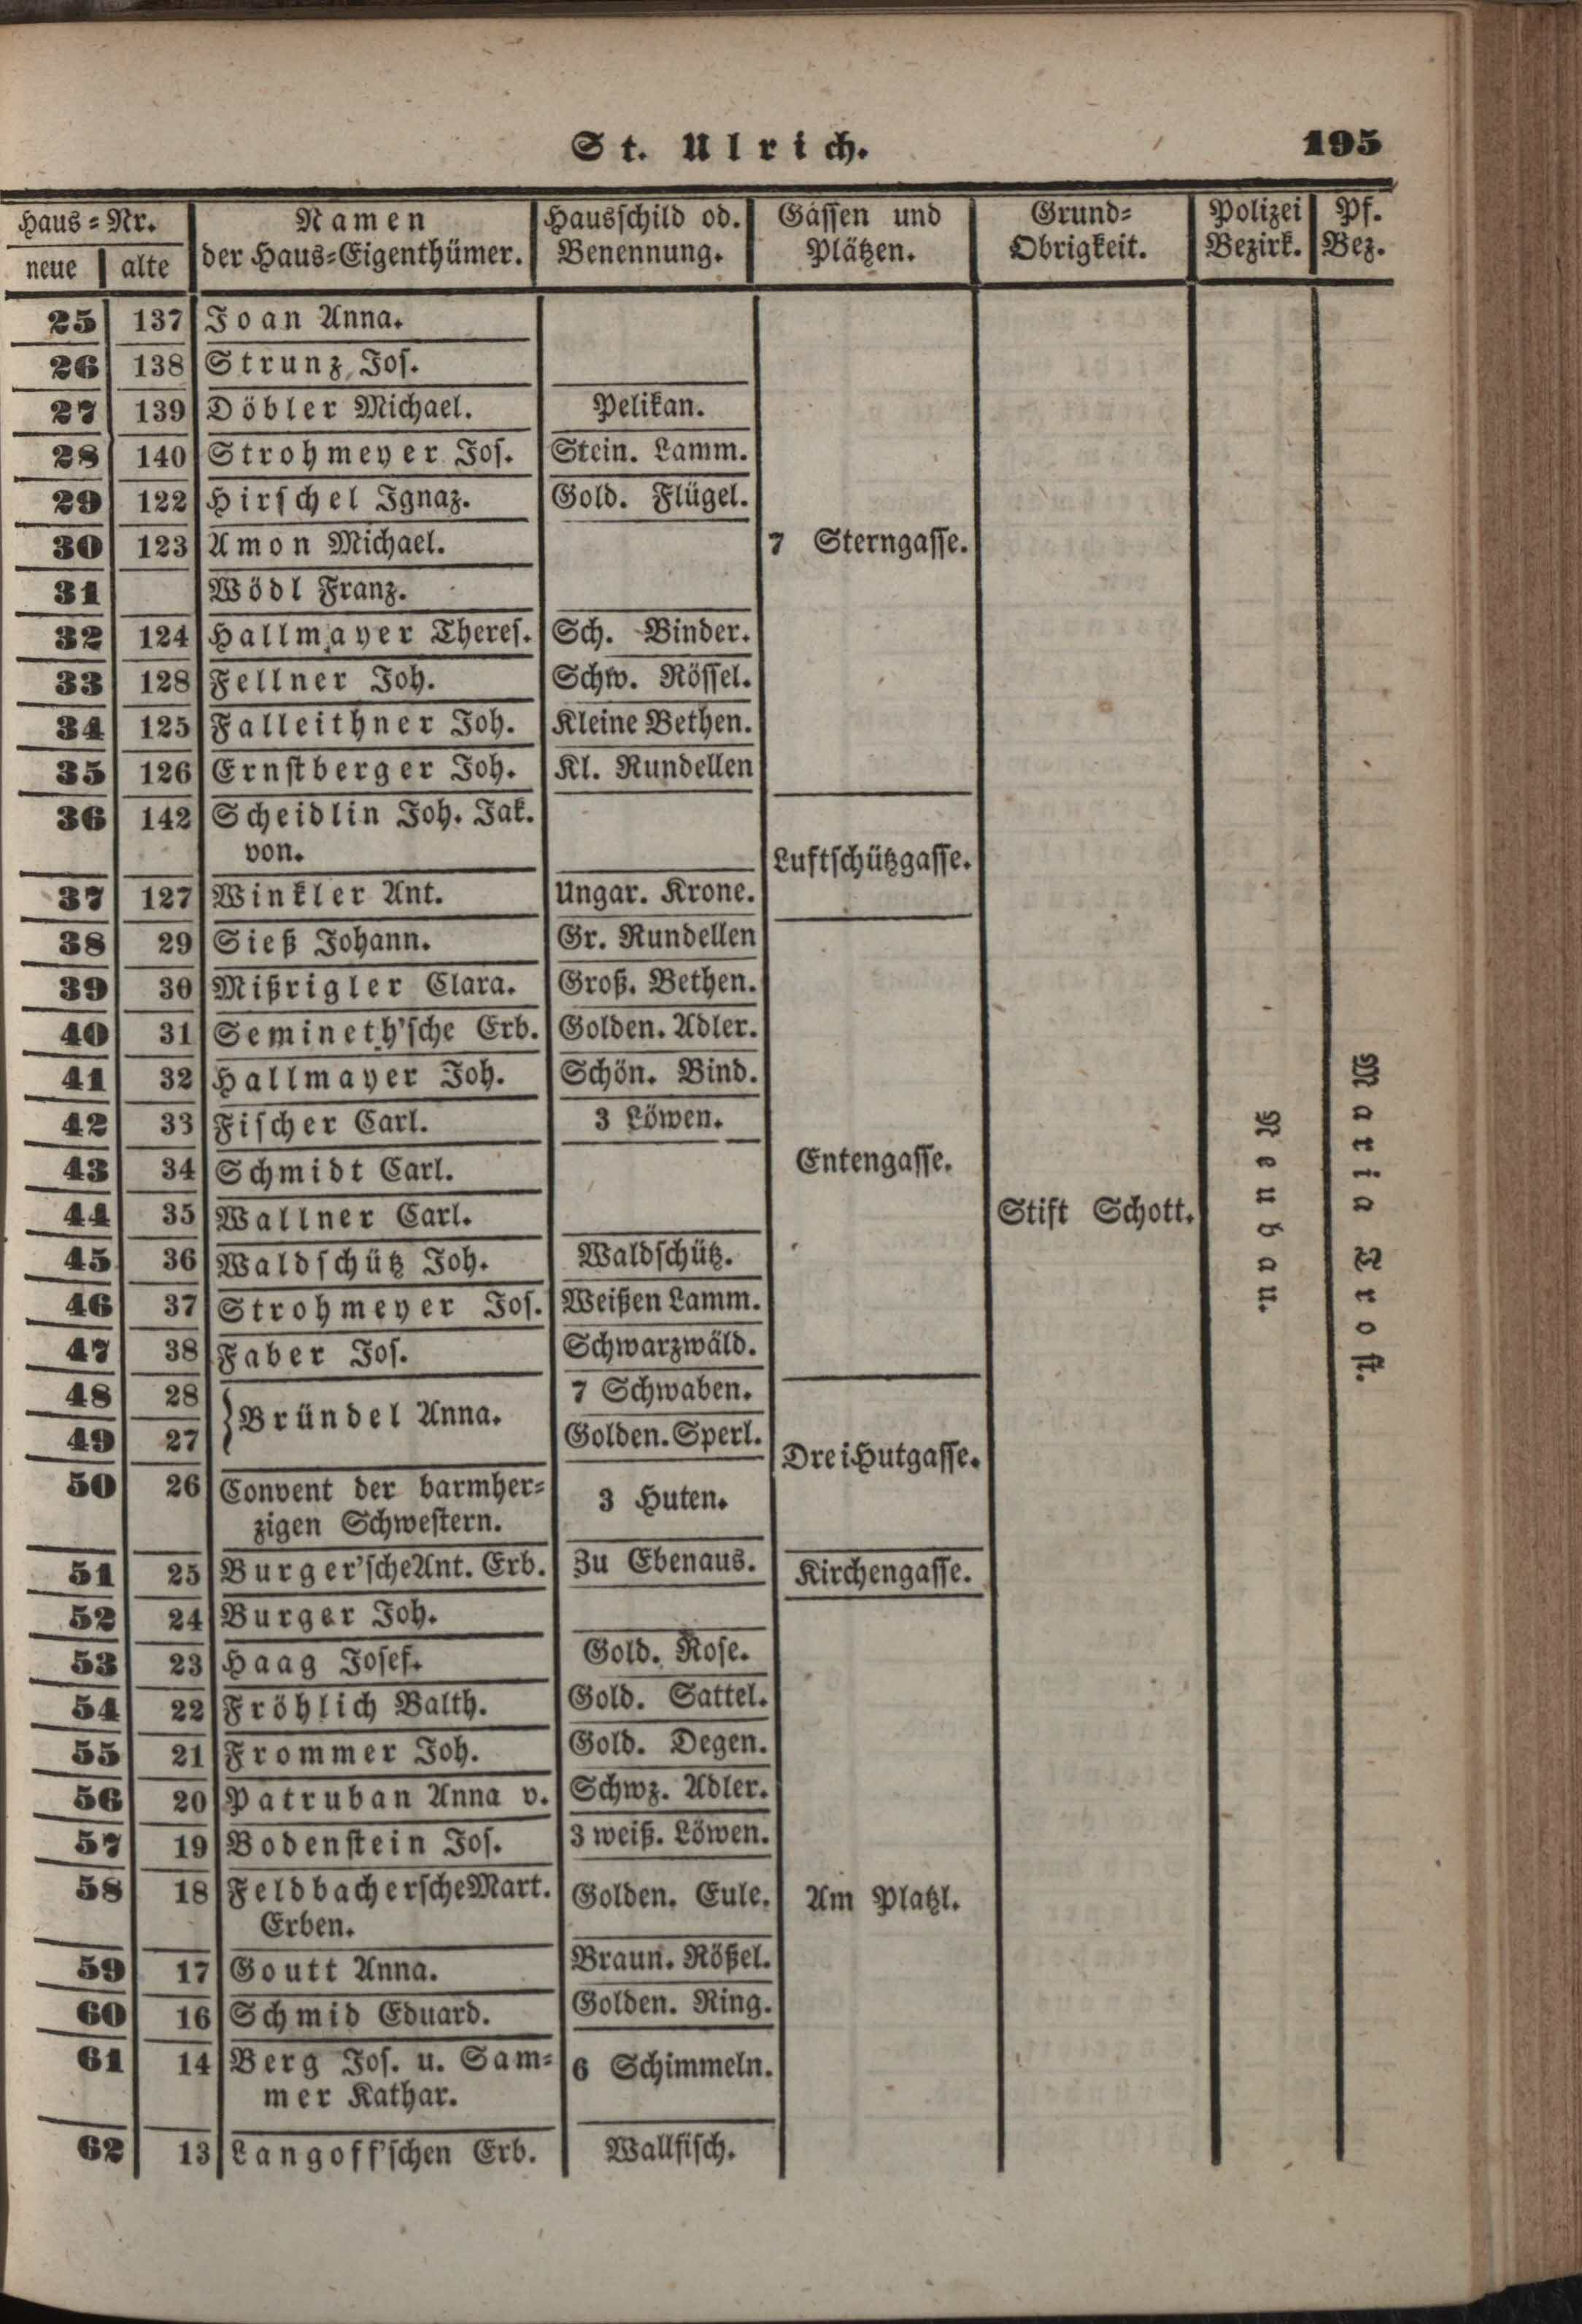 St. Ulrich. 195
Haus=Nr. Namen Hausschild od. Gassen und Grund= Polizei Pf.
neue alte der Haus=Eigenthümer. Benennung. Plätzen. Obrigkeit. Bezirk. Bez.
25 137 Joan Anna.
26 138 Strunz Jos.
27 139 Döbler Michael. Pelikan.
28 140 Strohmeyer Jos. Stein. Lamm.
29 122 Hirschel Ignaz. Gold. Flügel.
30 123 Amon Michael. 7 Sterngasse.
31 Wödl Franz.
32 124 Hallmayer Theres. Sch. Binder.
33 128 Fellner Joh. Schw. Rössel.
34 125 Falleithner Joh. Kleine Bethen.
35 126 Ernstberger Joh. Kl. Rundellen
36 142 Scheidlin Joh. Jak.
von. Luftschützgasse.
37 127 Winkler Ant. Ungar. Krone.
38 29 Sieß Johann. Gr. Rundellen
39 30 Mißrigler Clara. Groß. Bethen.
40 31 Semineth'sche Erb. Golden. Adler.
41 32 Hallmayer Joh. Schön. Bind.
42 33 Fischer Carl. 3 Löwen.
43 34 Schmidt Carl. Entengasse.
44 35 Wallner Carl. Stift Schott. Neubau. Maria Trost.
45 36 Waldschütz Joh. Waldschütz.
46 37 Strohmeyer Jos. Weißen Lamm.
47 38 Faber Jos. Schwarzwäld.
48 28 Bründel Anna. 7 Schwaben.
49 27 Golden. Sperl. Drei Hutgasse.
50 26 Convent der barmher=
zigen Schwestern. 3 Huten.
51 25 Burger'sche Ant. Erb. Zu Ebenaus. Kirchengasse.
52 24 Burger Joh.
53 23 Haag Josef. Gold. Rose.
54 22 Fröhlich Balth. Gold. Sattel.
55 21 Frommer Joh. Gold. Degen.
56 20 Patruban Anna v. Schwz. Adler.
57 19 Bodenstein Jos. 3 weiß. Löwen.
58 18 Feldbachersche Mart. Golden. Eule. Am Platzl.
Erben.
59 17 Goutt Anna. Braun. Rößel.
60 16 Schmid Eduard. Golden. Ring.
61 14 Berg Jos. u. Sam= 6 Schimmeln.
mer Kathar.
62 13 Langoff'schen Erb. Wallfisch.